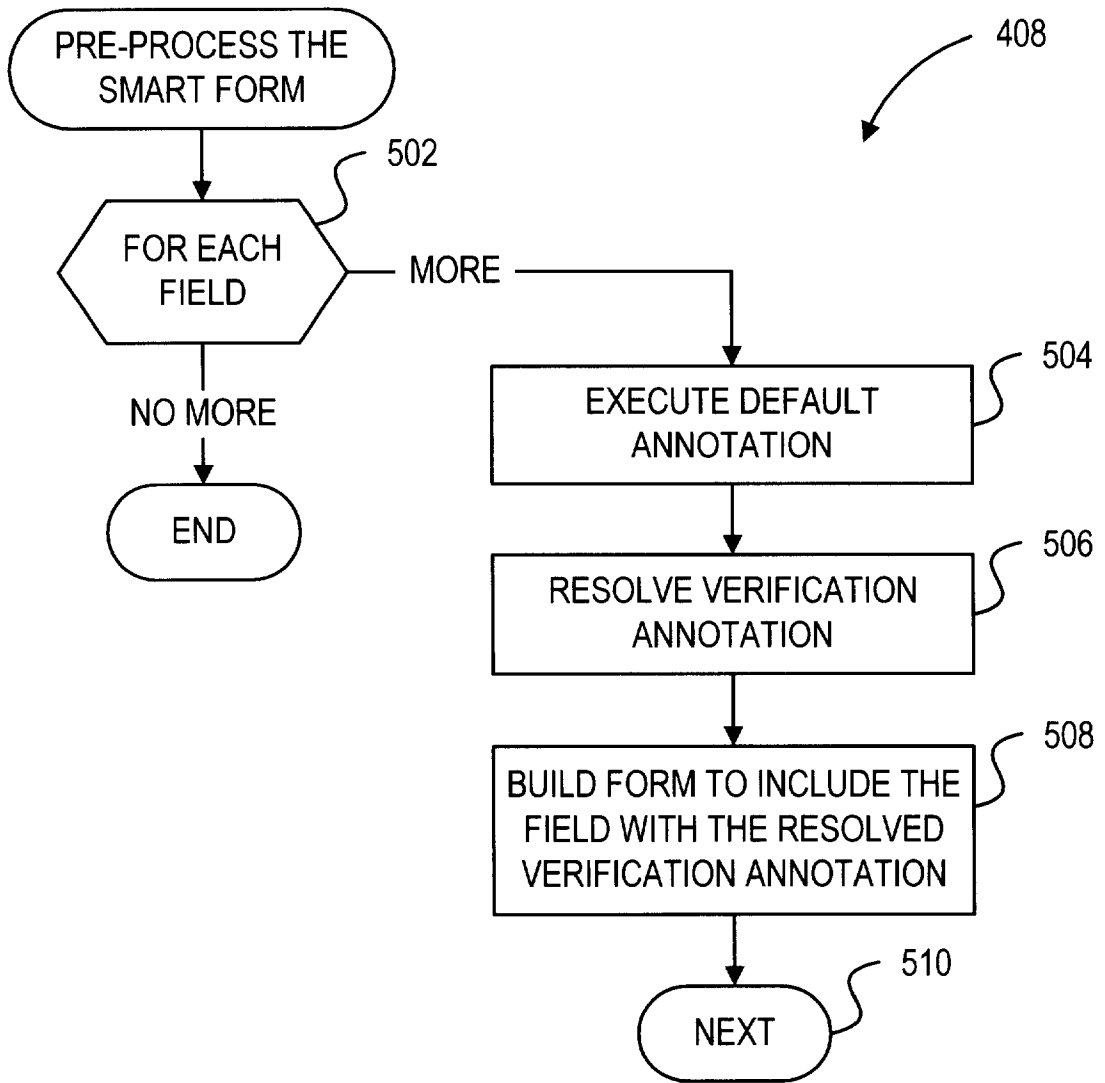 PRE-PROCESS THE
SMART FORM
408
502
FOR EACH
FIELD
MORE
NO MORE
END
504
EXECUTE DEFAULT
ANNOTATION
506
RESOLVE VERIFICATION
ANNOTATION
508
BUILD FORM TO INCLUDE THE
FIELD WITH THE RESOLVED
VERIFICATION ANNOTATION
510
NEXT